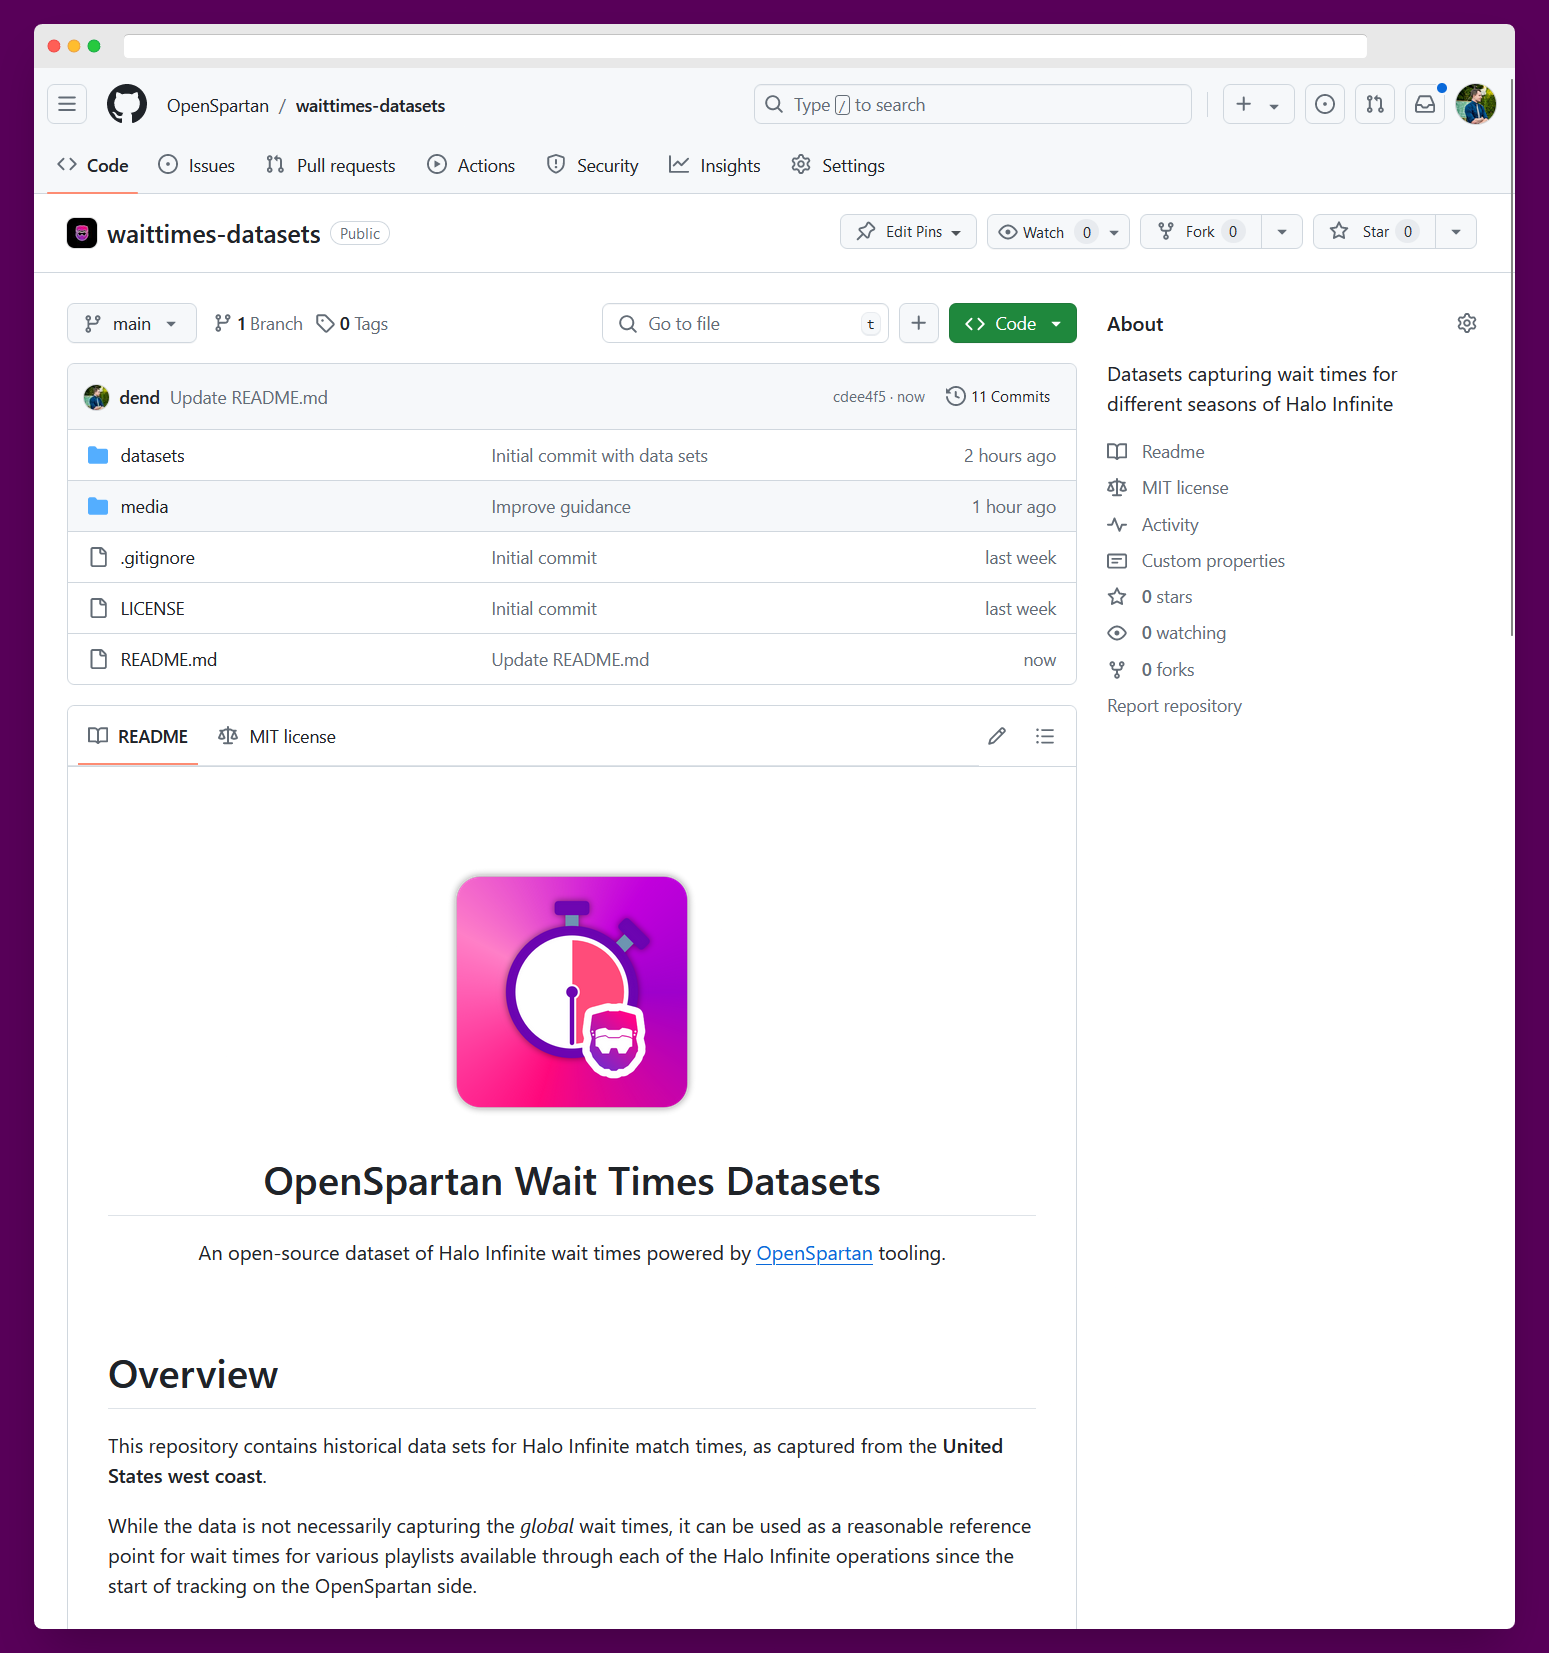 OpenSpartan / waittimes-datasets
Type / to search
Code Issues Pull requests Actions Security Insights Settings
waittimes-datasets Public
Edit Pins Watch 0 Fork 0 Star 0
main 1 Branch 0 Tags
Go to file t
Code
dend Update README.md cdee4f5 · now 11 Commits
datasets Initial commit with data sets 2 hours ago
media Improve guidance 1 hour ago
.gitignore Initial commit last week
LICENSE Initial commit last week
README.md Update README.md now
About
Datasets capturing wait times for
different seasons of Halo Infinite
Readme
MIT license
Activity
Custom properties
0 stars
0 watching
0 forks
Report repository
README MIT license
OpenSpartan Wait Times Datasets
An open-source dataset of Halo Infinite wait times powered by OpenSpartan tooling.
Overview
This repository contains historical data sets for Halo Infinite match times, as captured from the United
States west coast.
While the data is not necessarily capturing the global wait times, it can be used as a reasonable reference
point for wait times for various playlists available through each of the Halo Infinite operations since the
start of tracking on the OpenSpartan side.